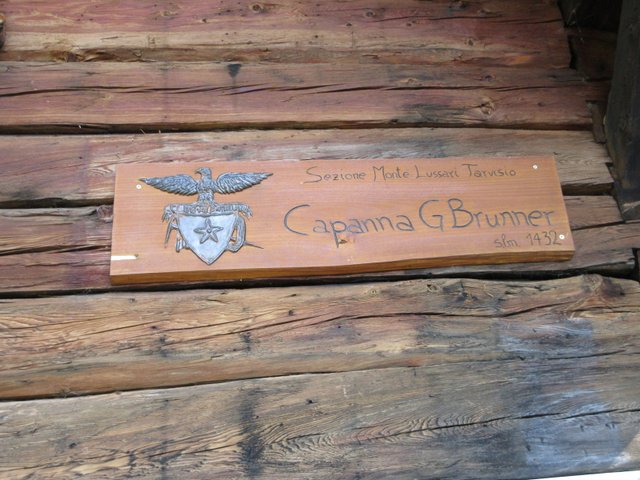 Sezione Monte Lussari Tarvisio
Capanna G Brunner
slm 1432